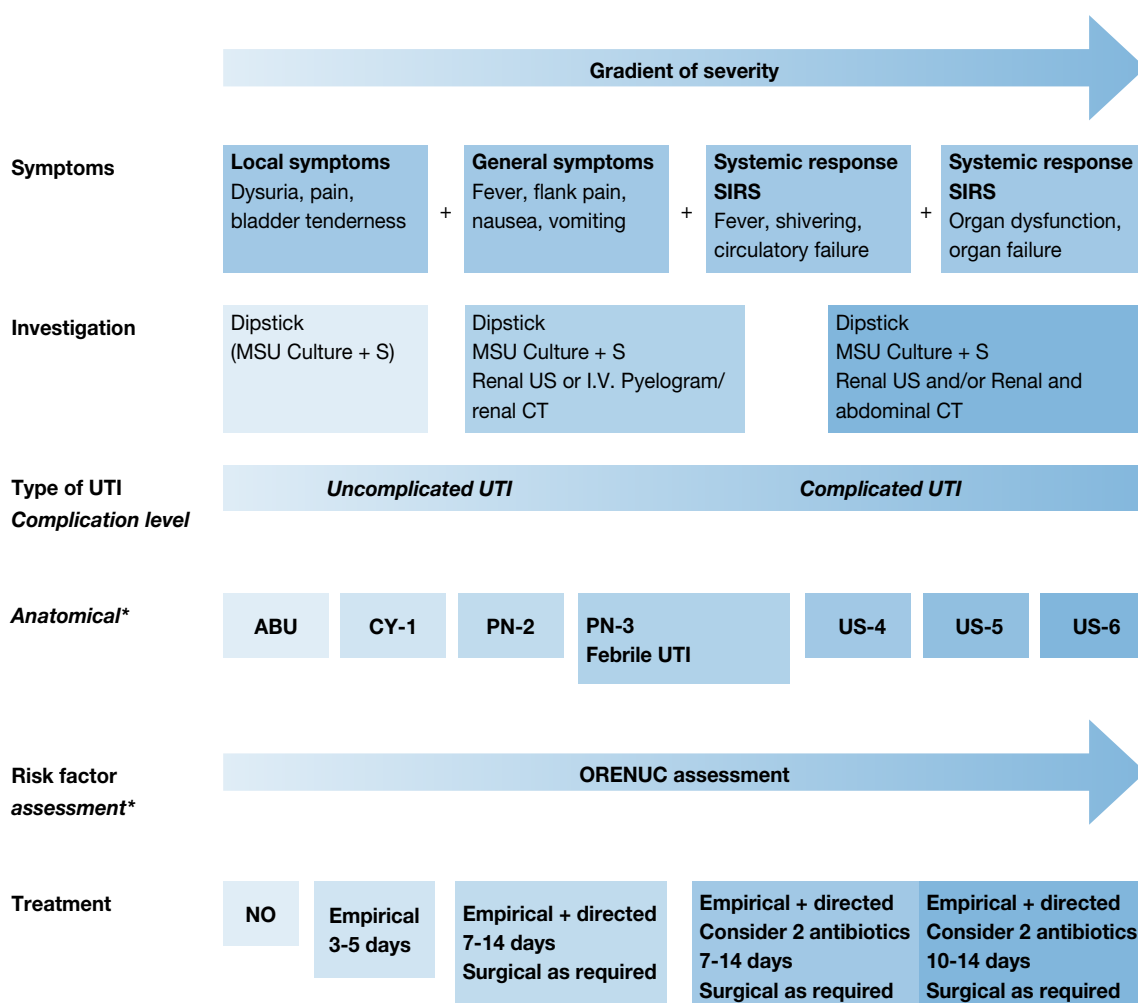 Gradient of severity
Symptoms
Local symptoms
Dysuria, pain,
bladder tenderness
+
General symptoms
Fever, flank pain,
nausea, vomiting
+
Systemic response
SIRS
Fever, shivering,
circulatory failure
+
Systemic response
SIRS
Organ dysfunction,
organ failure
Investigation
Dipstick
(MSU Culture + S)
Dipstick
MSU Culture + S
Renal US or I.V. Pyelogram/
renal CT
Dipstick
MSU Culture + S
Renal US and/or Renal and
abdominal CT
Type of UTI
Complication level
Uncomplicated UTI
Complicated UTI
Anatomical*
ABU
CY-1
PN-2
PN-3
Febrile UTI
US-4
US-5
US-6
Risk factor
assessment*
ORENUC assessment
Treatment
NO
Empirical
3-5 days
Empirical + directed
7-14 days
Surgical as required
Empirical + directed
Consider 2 antibiotics
7-14 days
Surgical as required
Empirical + directed
Consider 2 antibiotics
10-14 days
Surgical as required